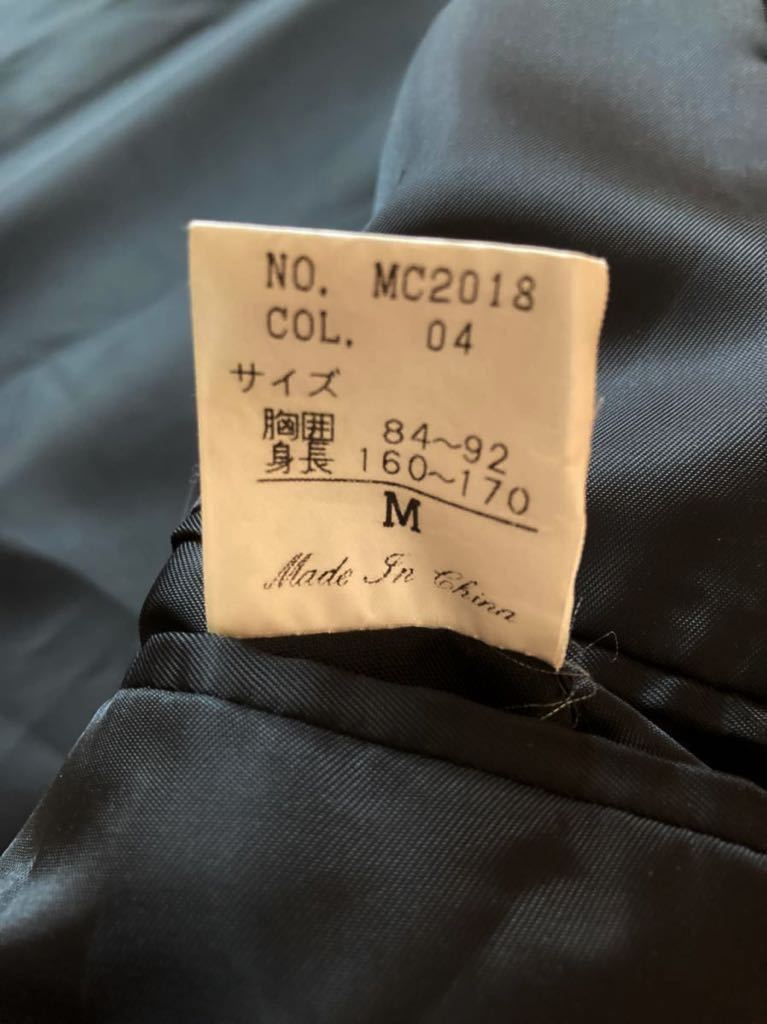 NO. MC2018
COL. 04
サイズ
胸囲 84～92
身長 160～170
M
Made In China